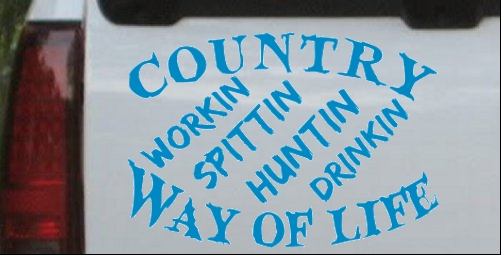 COUNTRY
WORKIN
SPITTIN
HUNTIN
DRINKIN
WAY OF LIFE